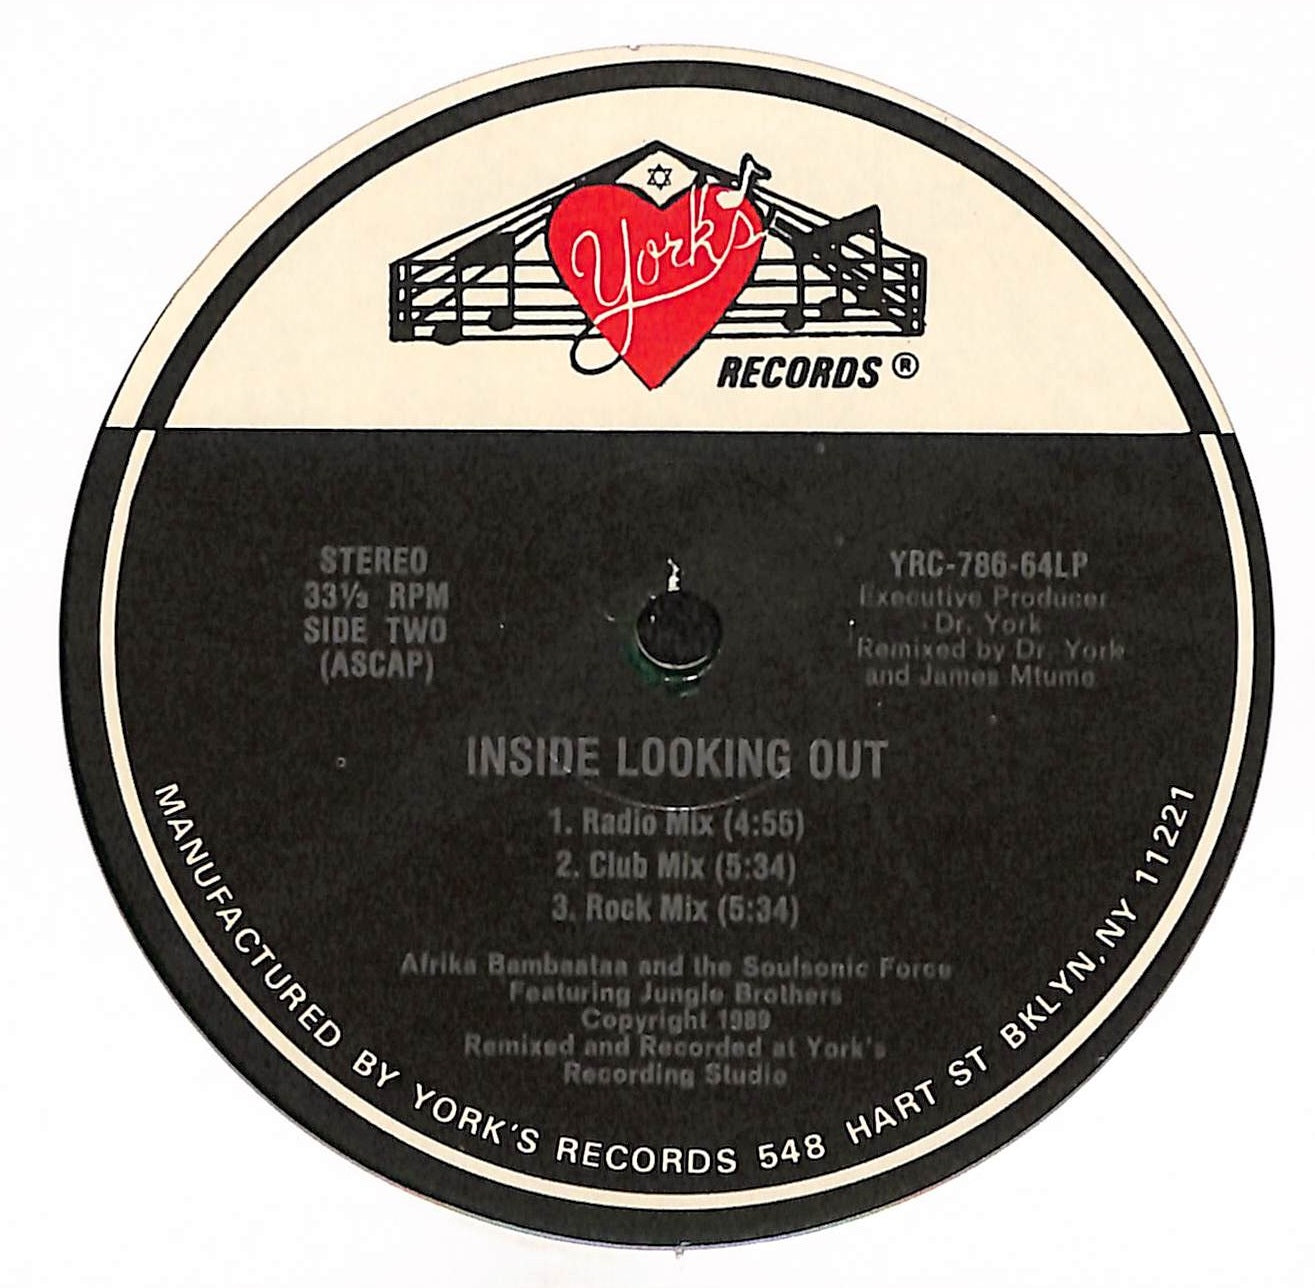 York's
RECORDS ®
STEREO
33⅓ RPM
SIDE TWO
(ASCAP)
YRC-786-64LP
Executive Producer
Dr. York
Remixed by Dr. York
and James Mtume
INSIDE LOOKING OUT
1. Radio Mix (4:55)
2. Club Mix (5:34)
3. Rock Mix (5:34)
Afrika Bambaataa and the Soulsonic Force
Featuring Jungle Brothers
Copyright 1989
Remixed and Recorded at York's
Recording Studio
MANUFACTURED BY YORK'S RECORDS 548 HART ST BKLYN, NY 11221